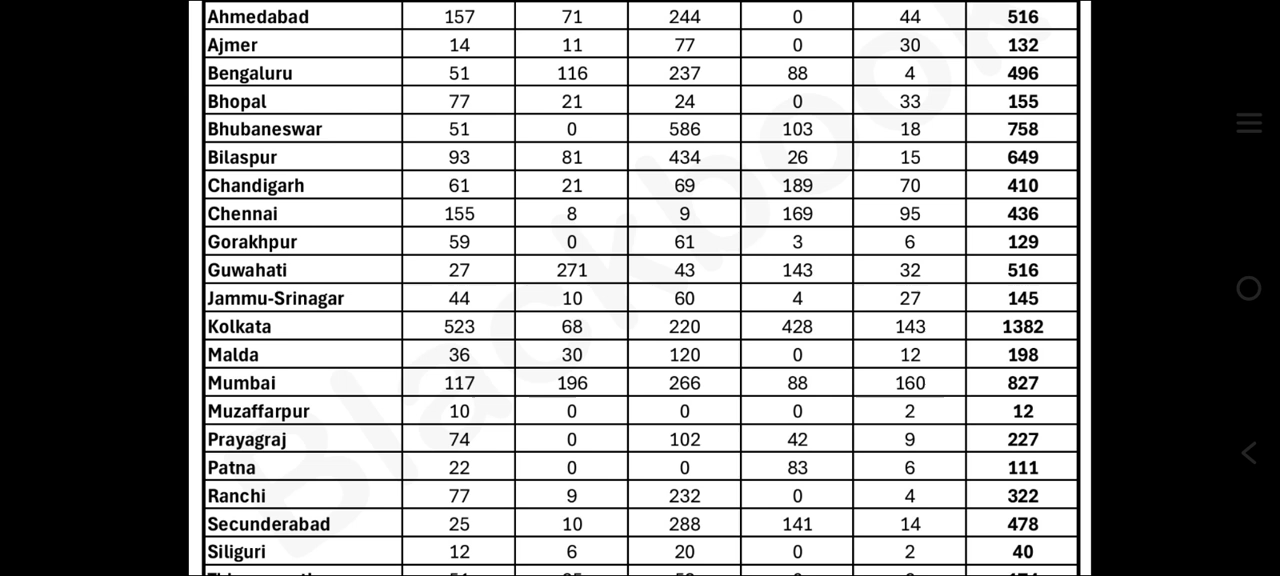 Ahmedabad 157 71 244 0 44 516
Ajmer 14 11 77 0 30 132
Bengaluru 51 116 237 88 4 496
Bhopal 77 21 24 0 33 155
Bhubaneswar 51 0 586 103 18 758
Bilaspur 93 81 434 26 15 649
Chandigarh 61 21 69 189 70 410
Chennai 155 8 9 169 95 436
Gorakhpur 59 0 61 3 6 129
Guwahati 27 271 43 143 32 516
Jammu-Srinagar 44 10 60 4 27 145
Kolkata 523 68 220 428 143 1382
Malda 36 30 120 0 12 198
Mumbai 117 196 266 88 160 827
Muzaffarpur 10 0 0 0 2 12
Prayagraj 74 0 102 42 9 227
Patna 22 0 0 83 6 111
Ranchi 77 9 232 0 4 322
Secunderabad 25 10 288 141 14 478
Siliguri 12 6 20 0 2 40
Blackbook